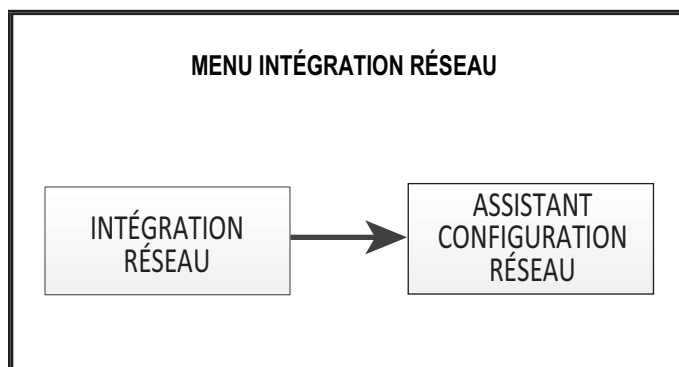 MENU INTÉGRATION RÉSEAU
INTÉGRATION
RÉSEAU
ASSISTANT
CONFIGURATION
RÉSEAU